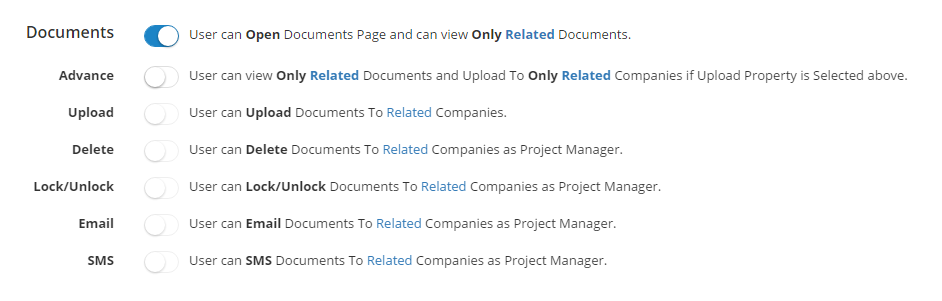 Documents User can Open Documents Page and can view Only Related Documents.
Advance User can view Only Related Documents and Upload To Only Related Companies if Upload Property is Selected above.
Upload User can Upload Documents To Related Companies.
Delete User can Delete Documents To Related Companies as Project Manager.
Lock/Unlock User can Lock/Unlock Documents To Related Companies as Project Manager.
Email User can Email Documents To Related Companies as Project Manager.
SMS User can SMS Documents To Related Companies as Project Manager.